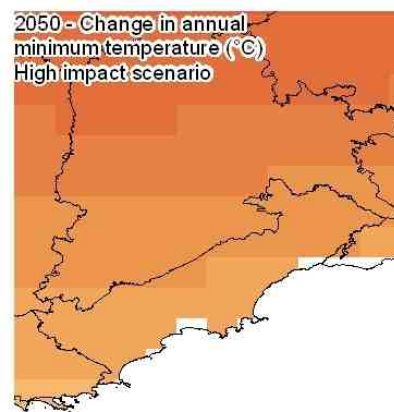 2050 - Change in annual
minimum temperature (°C)
High impact scenario